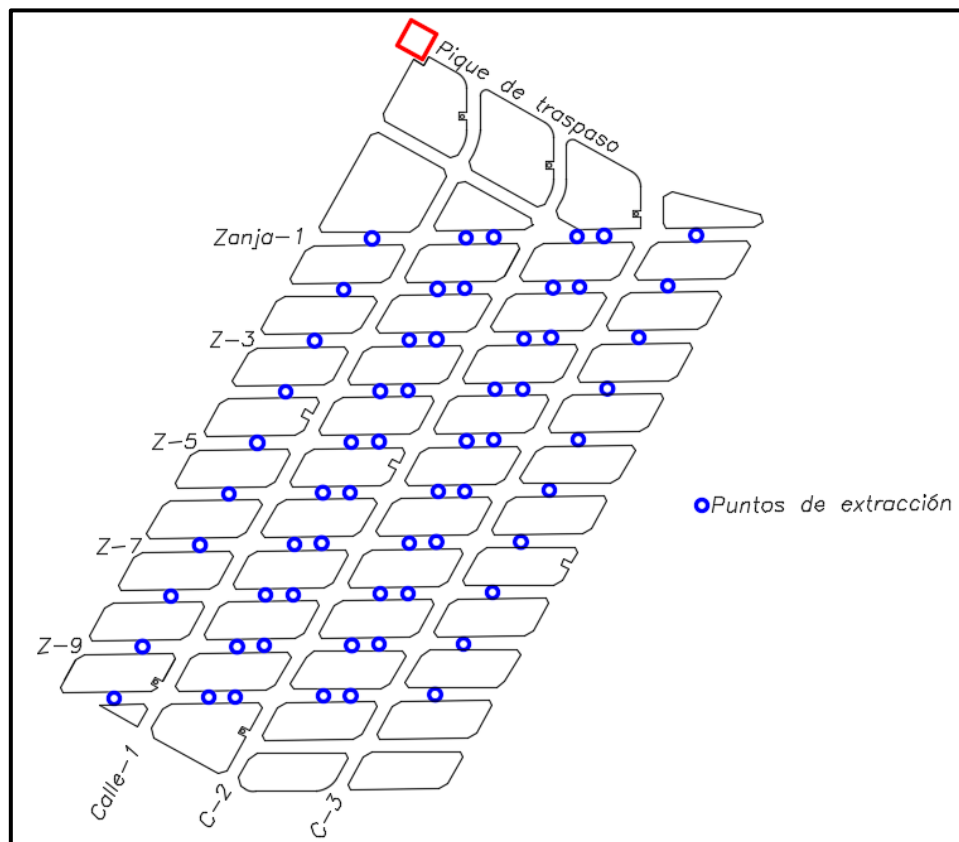 Pique de traspaso
Zanja-1
Z-3
Z-5
Puntos de extracción
Z-7
Z-9
Calle-1
C-2
C-3